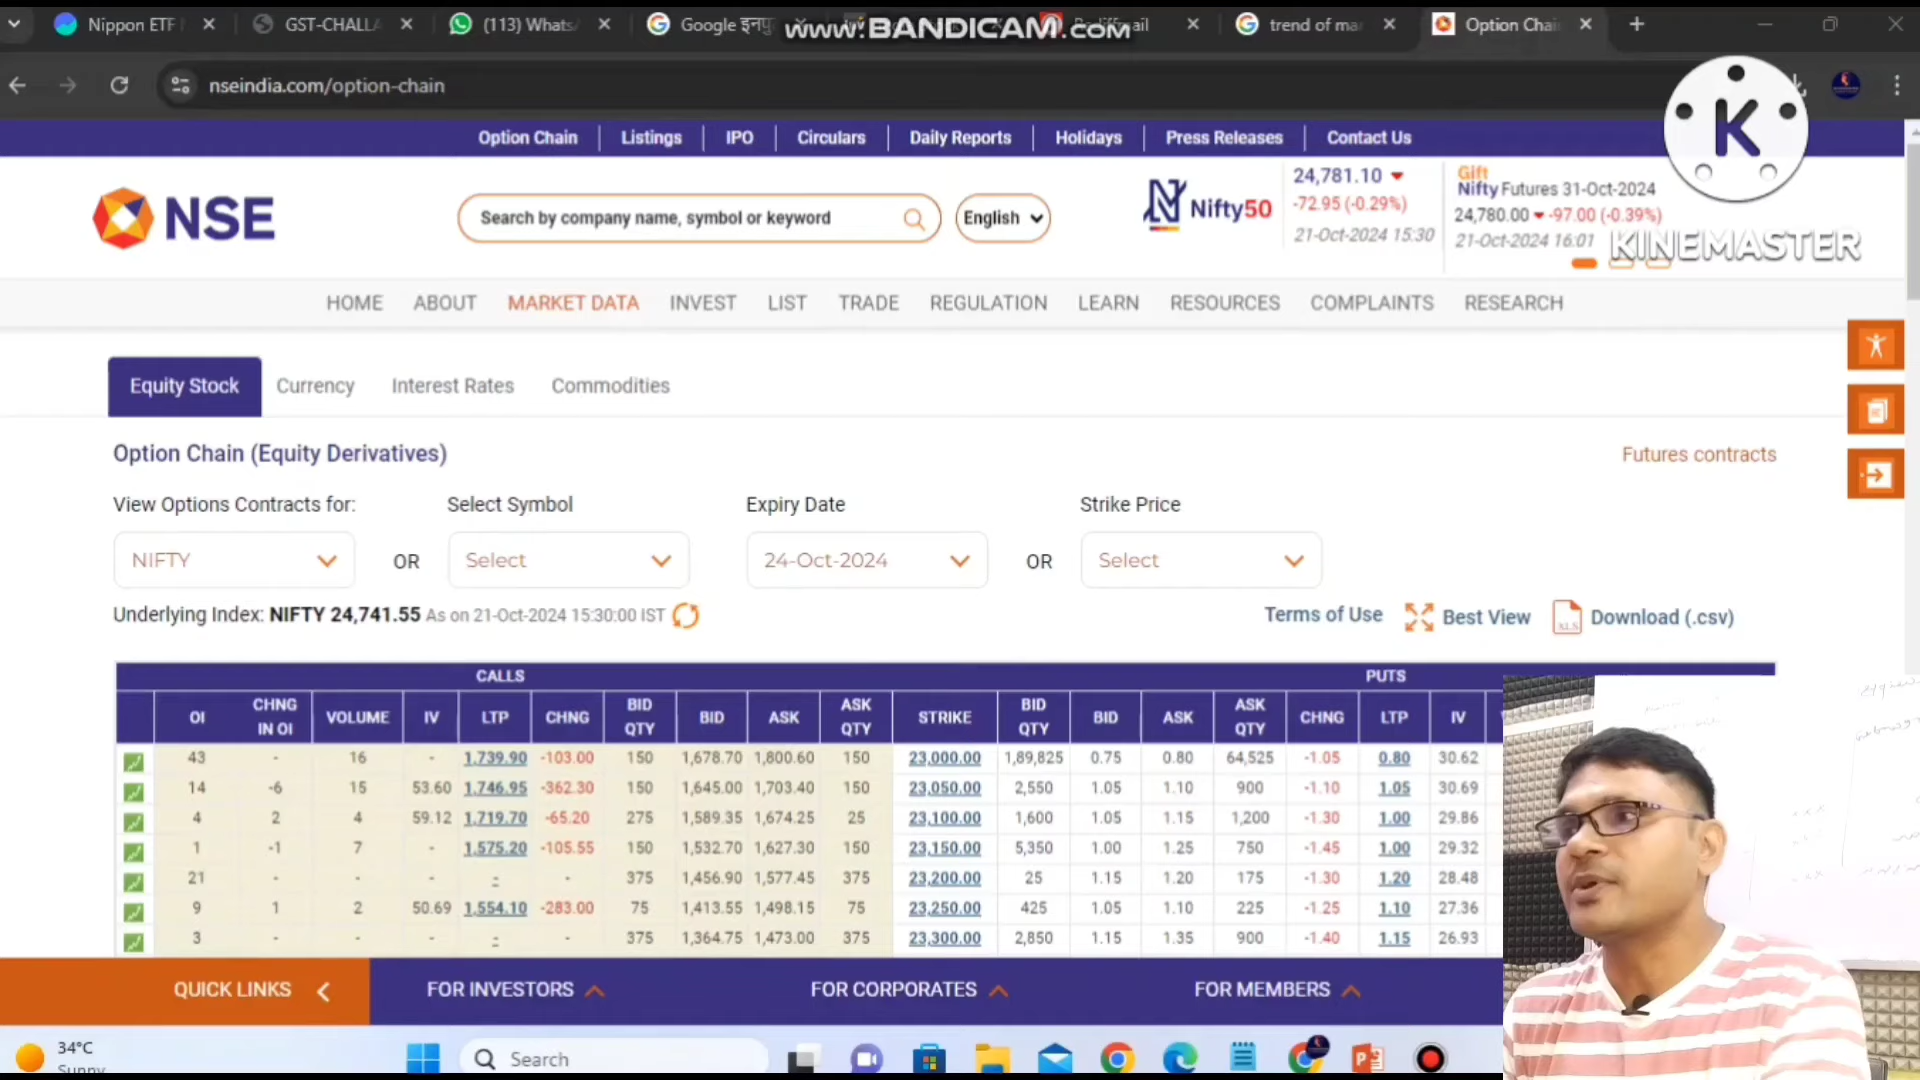 Nippon ETF
GST-CHALLA
(113) Whats
Google इनपु
www.BANDICAM.com
Rediffmail
trend of ma
Option Chai
nseindia.com/option-chain
Option Chain
Listings
IPO
Circulars
Daily Reports
Holidays
Press Releases
Contact Us
K
KINEMASTER
NSE
Search by company name, symbol or keyword
English
Nifty50
24,781.10
-72.95 (-0.29%)
21-Oct-2024 15:30
Gift
Nifty Futures 31-Oct-2024
24,780.00 -97.00 (-0.39%)
21-Oct-2024 16:01
HOME ABOUT MARKET DATA INVEST LIST TRADE REGULATION LEARN RESOURCES COMPLAINTS RESEARCH
Equity Stock Currency Interest Rates Commodities
Option Chain (Equity Derivatives)
Futures contracts
View Options Contracts for: Select Symbol Expiry Date Strike Price
NIFTY OR Select 24-Oct-2024 OR Select
Underlying Index: NIFTY 24,741.55 As on 21-Oct-2024 15:30:00 IST
Terms of Use Best View XLS Download (.csv)
CALLS PUTS
OI CHNG IN OI VOLUME IV LTP CHNG BID QTY BID ASK ASK QTY STRIKE BID QTY BID ASK ASK QTY CHNG LTP IV
43 - 16 - 1,739.90 -103.00 150 1,678.70 1,800.60 150 23,000.00 1,89,825 0.75 0.80 64,525 -1.05 0.80 30.62
14 -6 15 53.60 1,746.95 -362.30 150 1,645.00 1,703.40 150 23,050.00 2,550 1.05 1.10 900 -1.10 1.05 30.69
4 2 4 59.12 1,719.70 -65.20 275 1,589.35 1,674.25 25 23,100.00 1,600 1.05 1.15 1,200 -1.30 1.00 29.86
1 -1 7 - 1,575.20 -105.55 150 1,532.70 1,627.30 150 23,150.00 5,350 1.00 1.25 750 -1.45 1.00 29.32
21 - - - - - 375 1,456.90 1,577.45 375 23,200.00 25 1.15 1.20 175 -1.30 1.20 28.48
9 1 2 50.69 1,554.10 -283.00 75 1,413.55 1,498.15 75 23,250.00 425 1.05 1.10 225 -1.25 1.10 27.36
3 - - - - - 375 1,364.75 1,473.00 375 23,300.00 2,850 1.15 1.35 900 -1.40 1.15 26.93
QUICK LINKS FOR INVESTORS FOR CORPORATES FOR MEMBERS
34°C
Sunny
Search